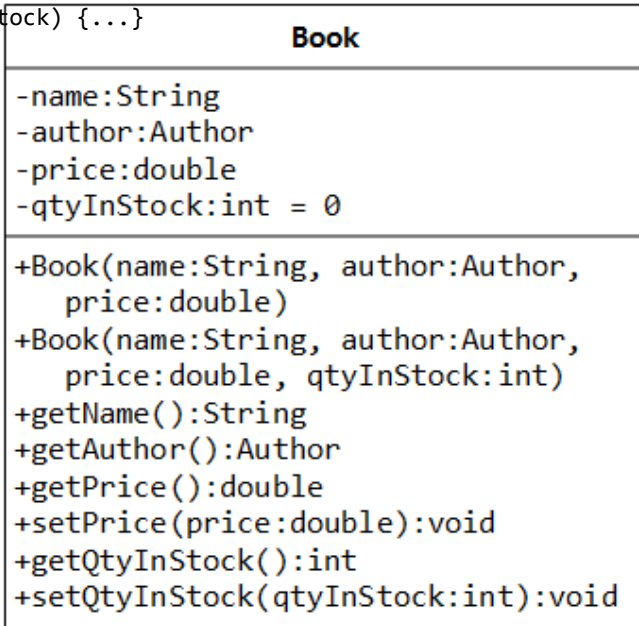 tock) {...}
Book
-name:String
-author:Author
-price:double
-qtyInStock:int = 0
+Book(name:String, author:Author,
price:double)
+Book(name:String, author:Author,
price:double, qtyInStock:int)
+getName():String
+getAuthor():Author
+getPrice():double
+setPrice(price:double):void
+getQtyInStock():int
+setQtyInStock(qtyInStock:int):void